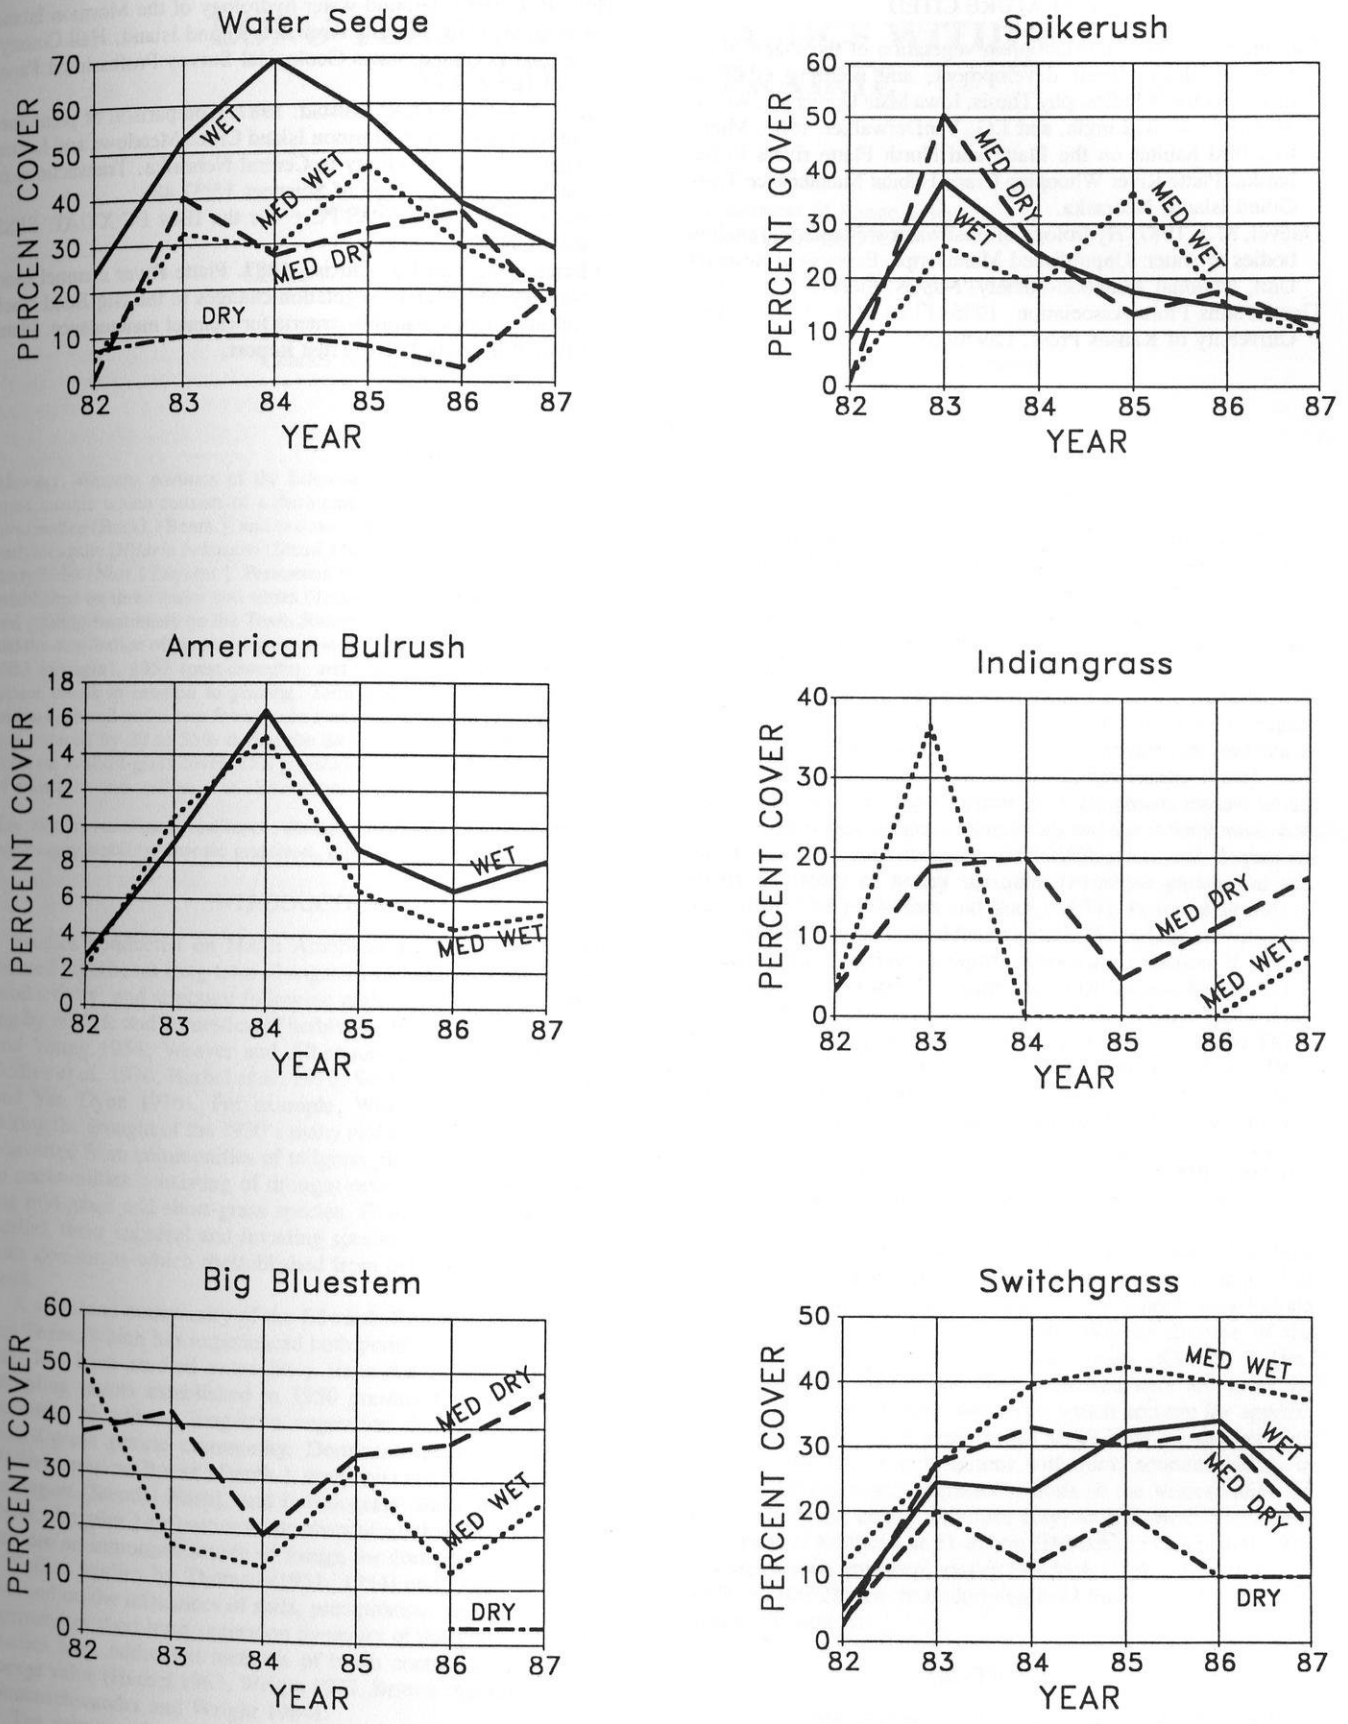 Water Sedge
PERCENT COVER
70
60
50
40
30
20
10
0
WET
MED WET
MED DRY
DRY
82 83 84 85 86 87
YEAR
Spikerush
PERCENT COVER
60
50
40
30
20
10
0
MED DRY
WET
MED WET
82 83 84 85 86 87
YEAR
American Bulrush
PERCENT COVER
18
16
14
12
10
8
6
4
2
0
WET
MED WET
82 83 84 85 86 87
YEAR
Indiangrass
PERCENT COVER
40
30
20
10
0
MED DRY
MED WET
82 83 84 85 86 87
YEAR
Big Bluestem
PERCENT COVER
60
50
40
30
20
10
0
MED DRY
MED WET
DRY
82 83 84 85 86 87
YEAR
Switchgrass
PERCENT COVER
50
40
30
20
10
0
MED WET
WET
MED DRY
DRY
82 83 84 85 86 87
YEAR